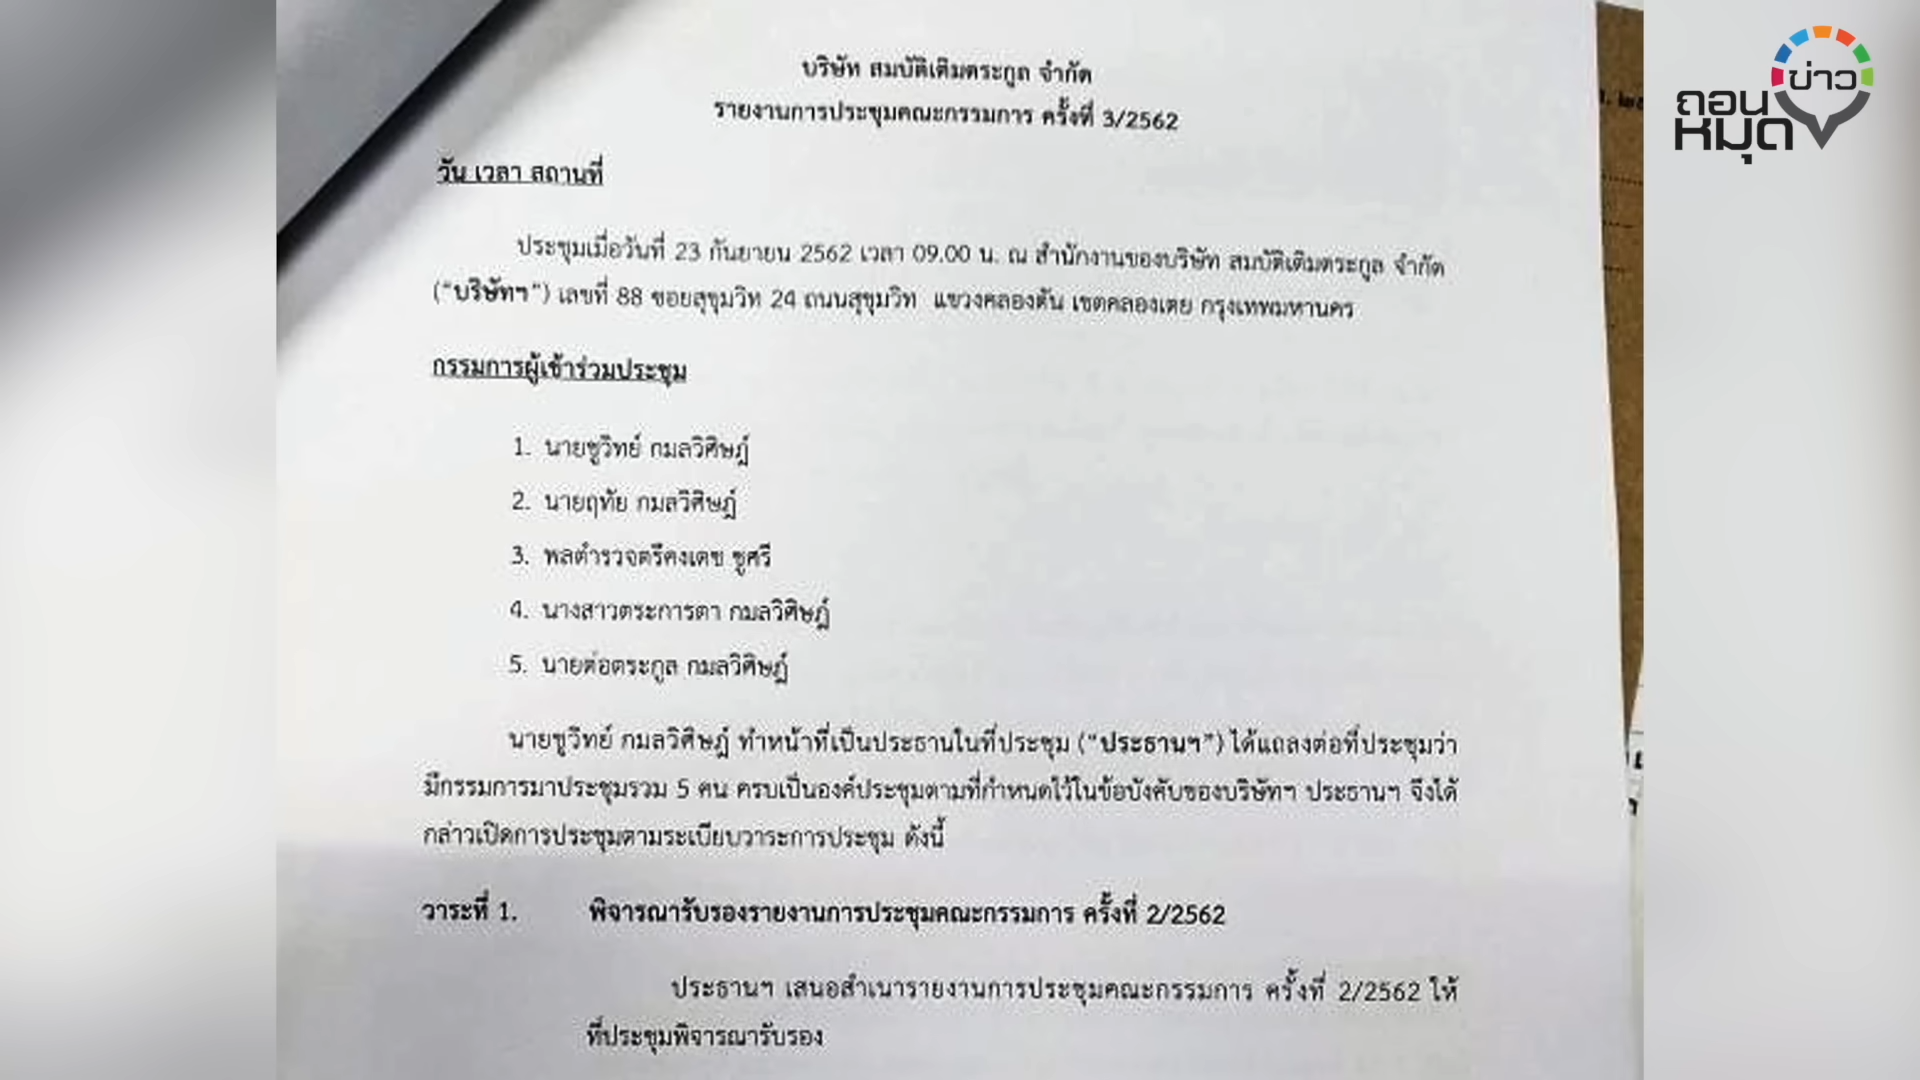 บริษัท สมบัติเติมตระกูล จำกัด
รายงานการประชุมคณะกรรมการ ครั้งที่ 3/2562
วัน เวลา สถานที่
ประชุมเมื่อวันที่ 23 กันยายน 2562 เวลา 09.00 น. ณ สำนักงานของบริษัท สมบัติเติมตระกูล จำกัด
("บริษัทฯ") เลขที่ 88 ซอยสุขุมวิท 24 ถนนสุขุมวิท แขวงคลองตัน เขตคลองเตย กรุงเทพมหานคร
กรรมการผู้เข้าร่วมประชุม
1. นายชูวิทย์ กมลวิศิษฎ์
2. นายฤทัย กมลวิศิษฎ์
3. พลตำรวจตรีคงเดช ชูศรี
4. นางสาวตระการตา กมลวิศิษฎ์
5. นายต่อตระกูล กมลวิศิษฎ์
นายชูวิทย์ กมลวิศิษฎ์ ทำหน้าที่เป็นประธานในที่ประชุม ("ประธานฯ") ได้แถลงต่อที่ประชุมว่า
มีกรรมการมาประชุมรวม 5 คน ครบเป็นองค์ประชุมตามที่กำหนดไว้ในข้อบังคับของบริษัทฯ ประธานฯ จึงได้
กล่าวเปิดการประชุมตามระเบียบวาระการประชุม ดังนี้
วาระที่ 1. พิจารณารับรองรายงานการประชุมคณะกรรมการ ครั้งที่ 2/2562
ประธานฯ เสนอสำเนารายงานการประชุมคณะกรรมการ ครั้งที่ 2/2562 ให้
ที่ประชุมพิจารณารับรอง
ถอน
หมุด
ข่าว